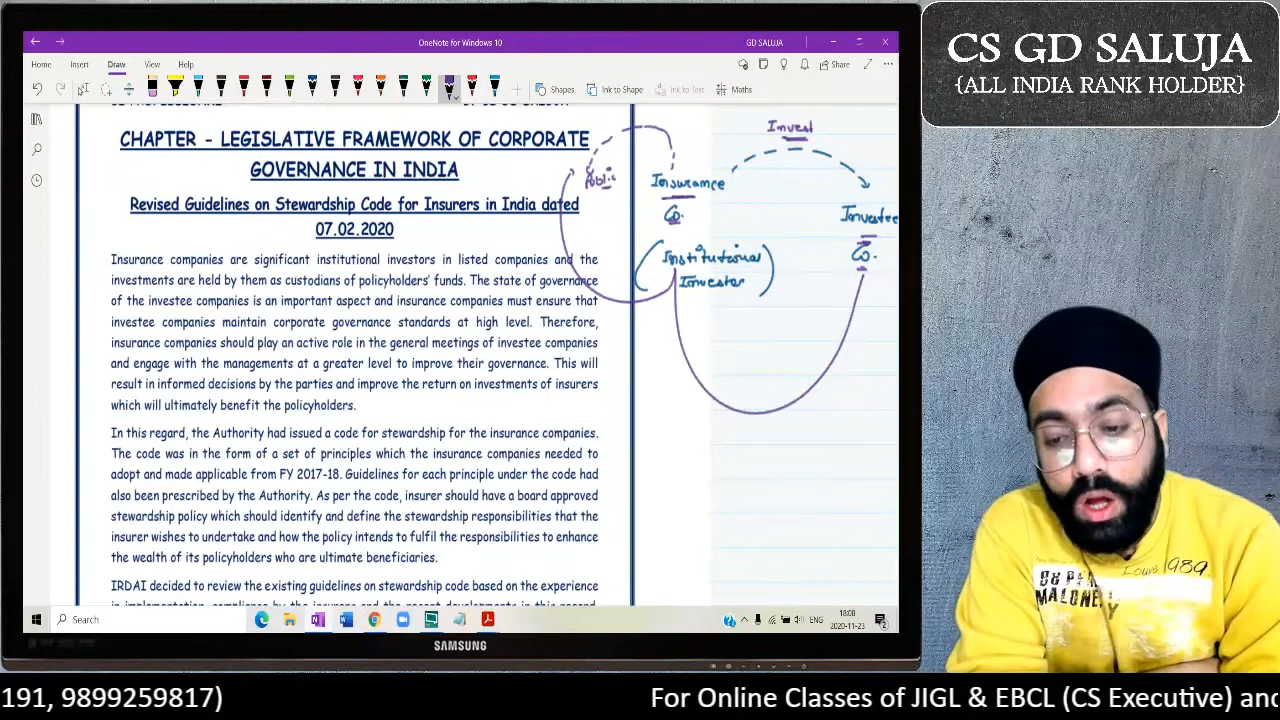 OneNote for Windows 10
GD SALUJA
Home Insert Draw View Help
Share
Shapes Ink to Shape Ink to Text Maths
CHAPTER - LEGISLATIVE FRAMEWORK OF CORPORATE
GOVERNANCE IN INDIA
Revised Guidelines on Stewardship Code for Insurers in India dated
07.02.2020
Insurance companies are significant institutional investors in listed companies and the
investments are held by them as custodians of policyholders' funds. The state of governance
of the investee companies is an important aspect and insurance companies must ensure that
investee companies maintain corporate governance standards at high level. Therefore,
insurance companies should play an active role in the general meetings of investee companies
and engage with the managements at a greater level to improve their governance. This will
result in informed decisions by the parties and improve the return on investments of insurers
which will ultimately benefit the policyholders.
In this regard, the Authority had issued a code for stewardship for the insurance companies.
The code was in the form of a set of principles which the insurance companies needed to
adopt and made applicable from FY 2017-18. Guidelines for each principle under the code had
also been prescribed by the Authority. As per the code, insurer should have a board approved
stewardship policy which should identify and define the stewardship responsibilities that the
insurer wishes to undertake and how the policy intends to fulfil the responsibilities to enhance
the wealth of its policyholders who are ultimate beneficiaries.
IRDAI decided to review the existing guidelines on stewardship code based on the experience
Invest
Public
Insurance
Co.
(Institutional
Investor)
Investee
Co.
Search
ENG
18:08
2020-11-23
SAMSUNG
CS GD SALUJA
{ALL INDIA RANK HOLDER}
1989
191, 9899259817)
For Online Classes of JIGL & EBCL (CS Executive) and